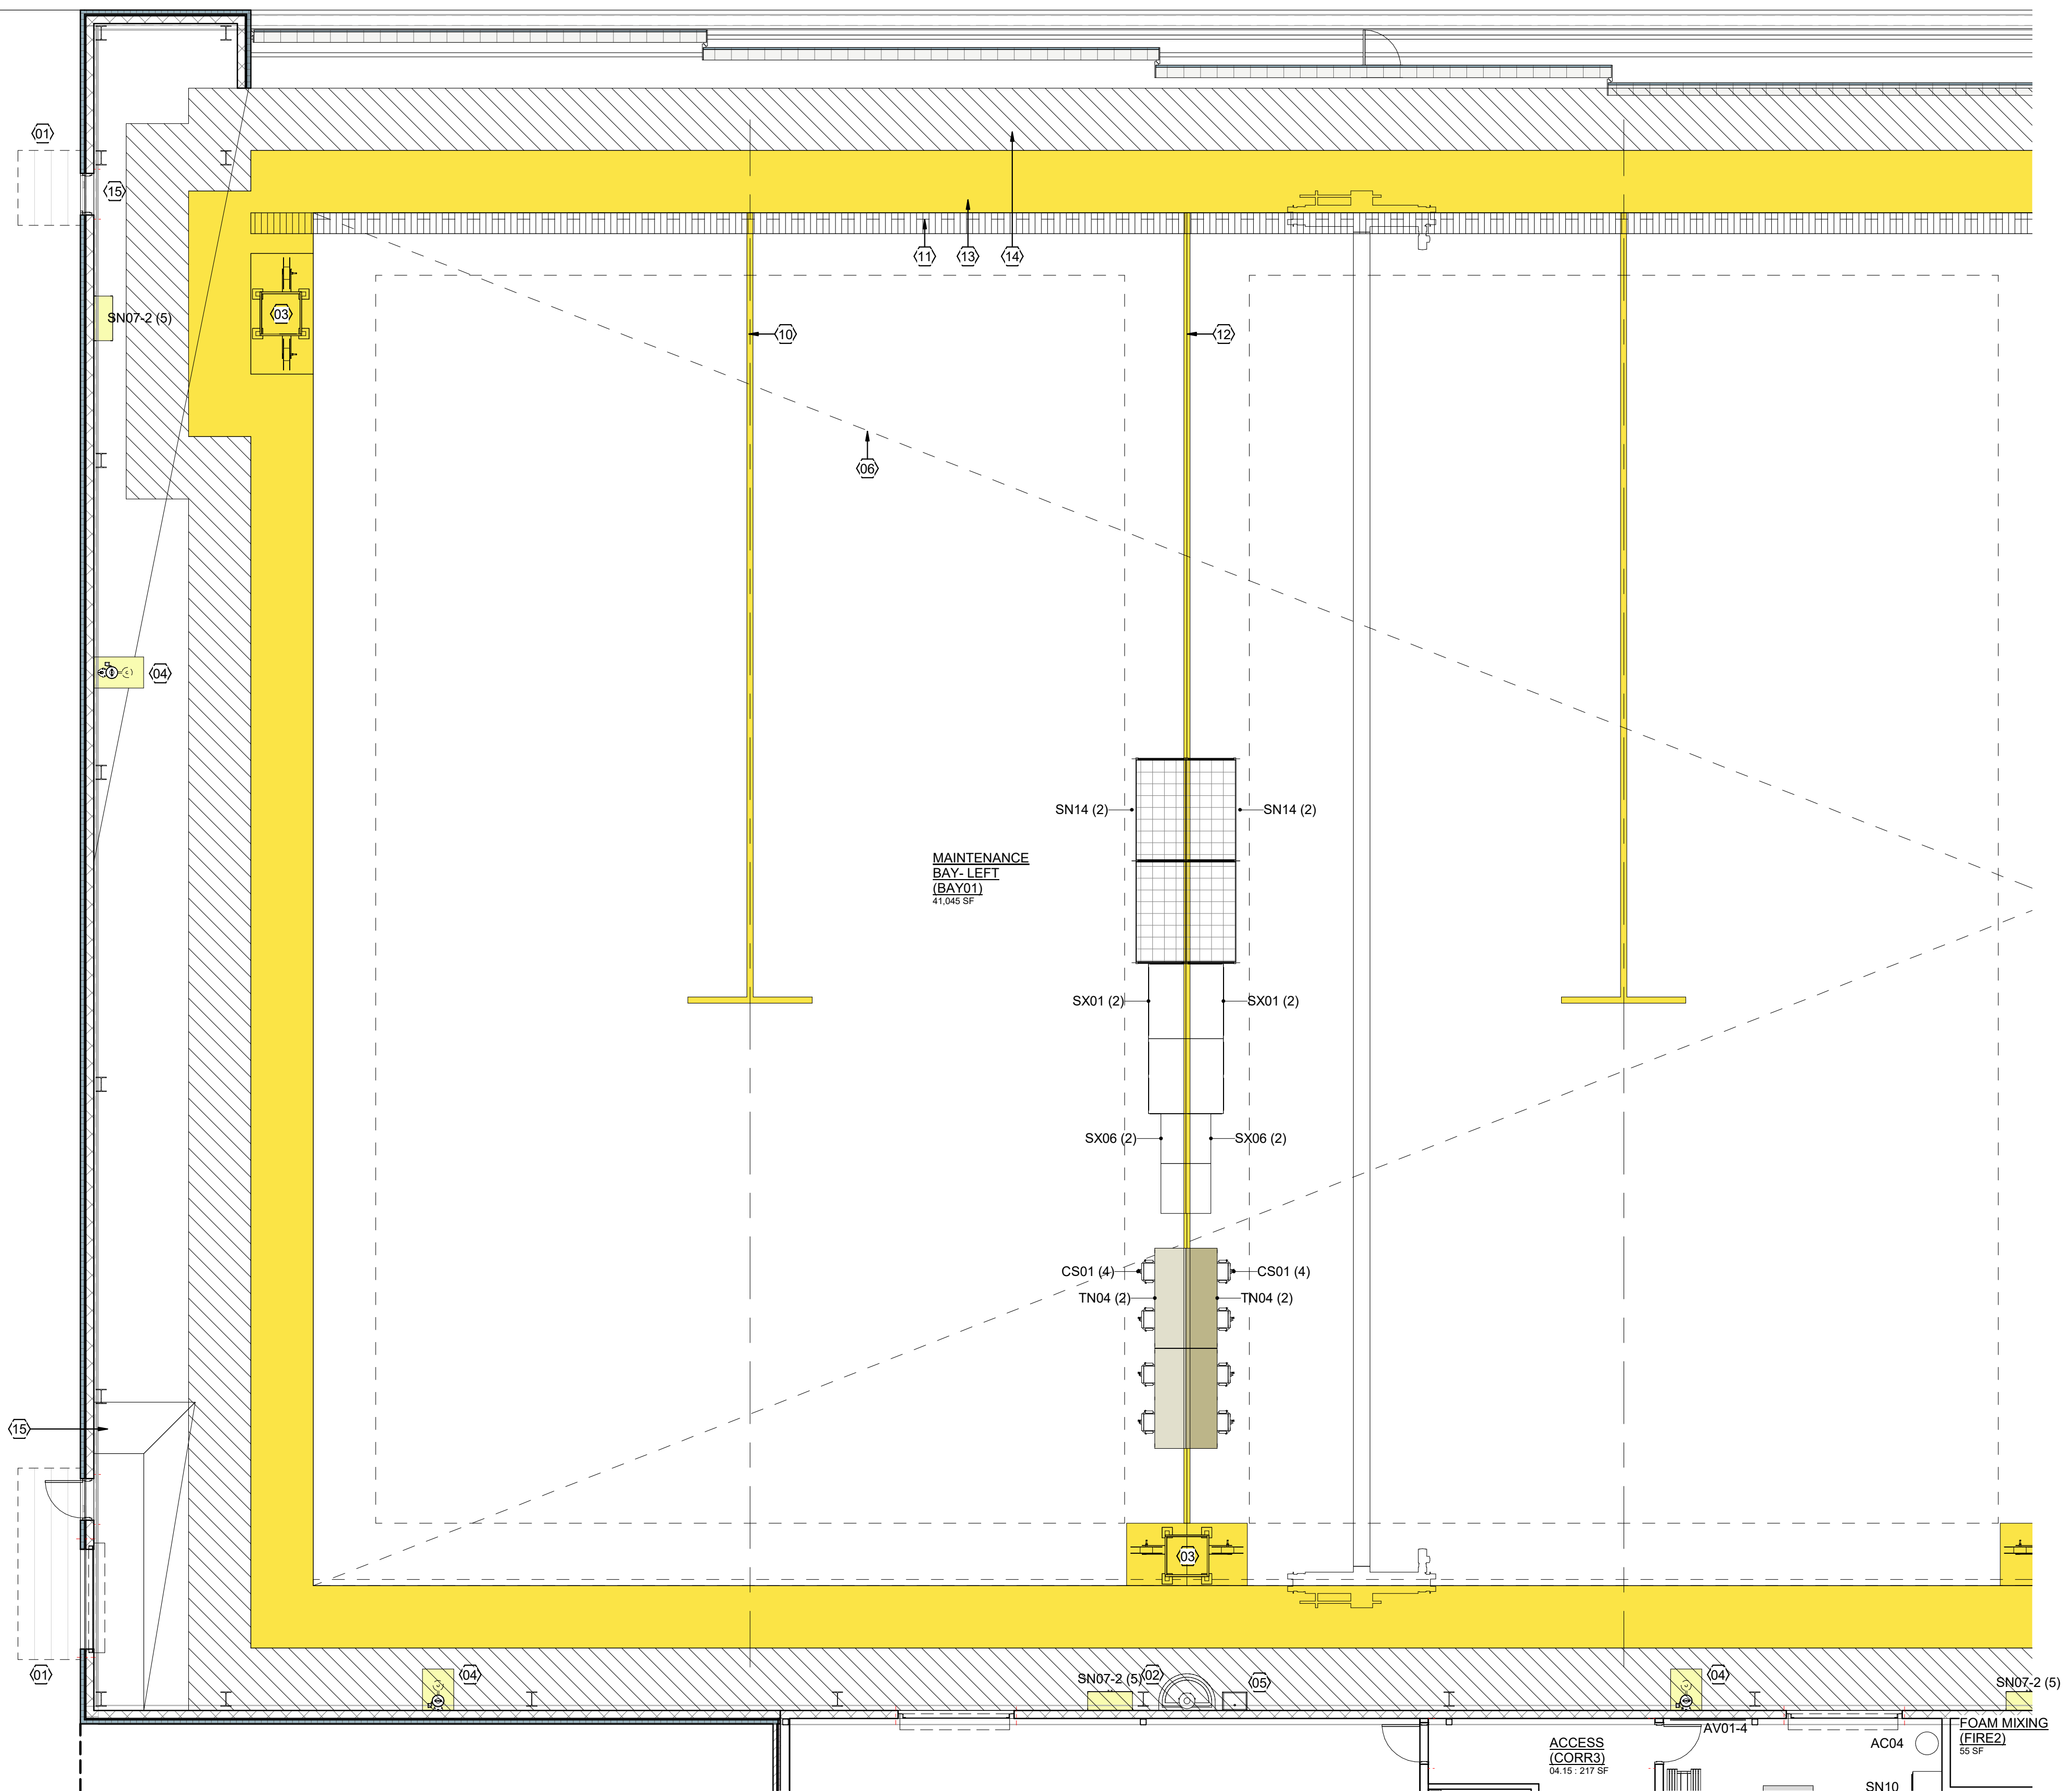 01
15
11
13
14
SN07-2 (5)
03
10
12
06
04
SN14 (2)
SN14 (2)
MAINTENANCE
BAY- LEFT
(BAY01)
41,045 SF
SX01 (2)
SX01 (2)
SX06 (2)
SX06 (2)
CS01 (4)
CS01 (4)
TN04 (2)
TN04 (2)
15
03
01
04
SN07-2 (5)
02
05
04
SN07-2 (5)
AV01-4
FOAM MIXING
(FIRE2)
55 SF
ACCESS
(CORR3)
04.15 : 217 SF
AC04
SN10